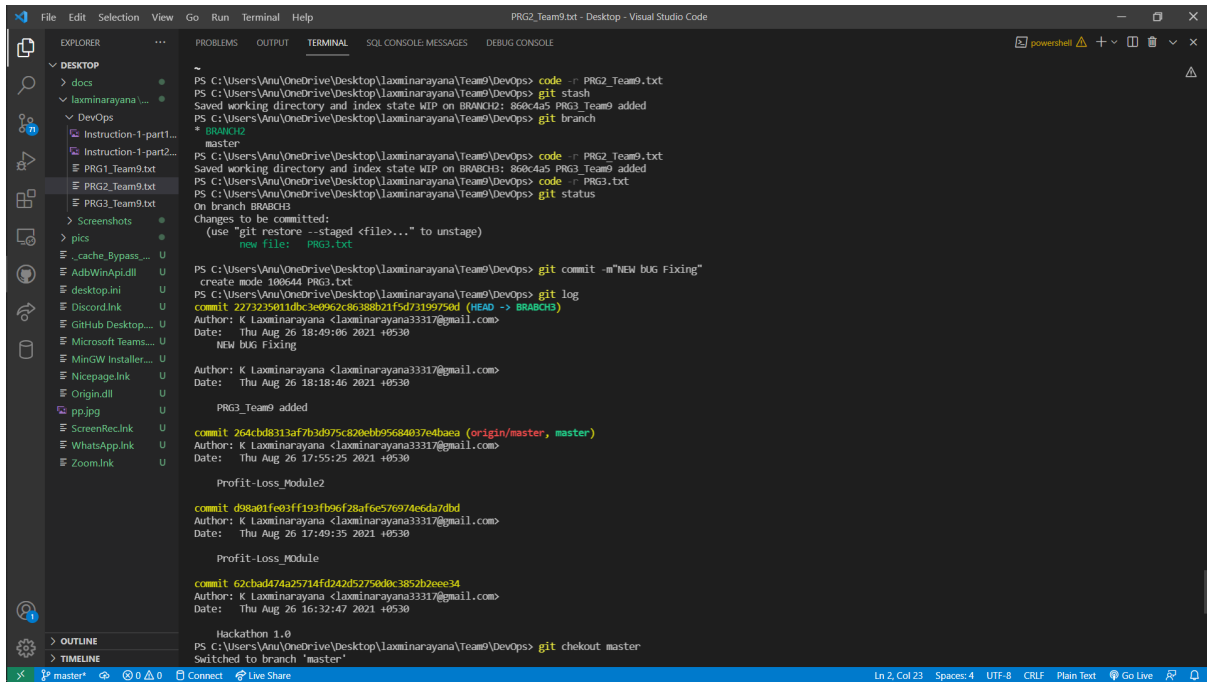 File Edit Selection View Go Run Terminal Help
PRG2_Team9.txt - Desktop - Visual Studio Code
EXPLORER
DESKTOP
docs
laxminarayana \...
DevOps
Instruction-1-part1...
Instruction-1-part2...
PRG1_Team9.txt
PRG2_Team9.txt
PRG3_Team9.txt
Screenshots
pics
._cache_Bypass_... U
AdbWinApi.dll U
desktop.ini U
Discord.lnk U
GitHub Desktop.... U
Microsoft Teams.... U
MinGW Installer.... U
Nicepage.lnk U
Origin.dll U
pp.jpg U
ScreenRec.lnk U
WhatsApp.lnk U
Zoom.lnk U
OUTLINE
TIMELINE
71
1
PROBLEMS OUTPUT TERMINAL SQL CONSOLE: MESSAGES DEBUG CONSOLE
powershell
~
PS C:\Users\Anu\OneDrive\Desktop\laxminarayana\Team9\DevOps> code -r PRG2_Team9.txt
PS C:\Users\Anu\OneDrive\Desktop\laxminarayana\Team9\DevOps> git stash
Saved working directory and index state WIP on BRANCH2: 860c4a5 PRG3_Team9 added
PS C:\Users\Anu\OneDrive\Desktop\laxminarayana\Team9\DevOps> git branch
* BRANCH2
master
PS C:\Users\Anu\OneDrive\Desktop\laxminarayana\Team9\DevOps> code -r PRG2_Team9.txt
Saved working directory and index state WIP on BRABCH3: 860c4a5 PRG3_Team9 added
PS C:\Users\Anu\OneDrive\Desktop\laxminarayana\Team9\DevOps> code -r PRG3.txt
PS C:\Users\Anu\OneDrive\Desktop\laxminarayana\Team9\DevOps> git status
On branch BRABCH3
Changes to be committed:
(use "git restore --staged <file>..." to unstage)
new file: PRG3.txt
PS C:\Users\Anu\OneDrive\Desktop\laxminarayana\Team9\DevOps> git commit -m"NEW bUG Fixing"
create mode 100644 PRG3.txt
PS C:\Users\Anu\OneDrive\Desktop\laxminarayana\Team9\DevOps> git log
commit 2273235011dbc3e0962c86388b21f5d73199750d (HEAD -> BRABCH3)
Author: K Laxminarayana <laxminarayana33317@gmail.com>
Date: Thu Aug 26 18:49:06 2021 +0530
NEW bUG Fixing
Author: K Laxminarayana <laxminarayana33317@gmail.com>
Date: Thu Aug 26 18:18:46 2021 +0530
PRG3_Team9 added
commit 264cbd8313af7b3d975c820ebb95684037e4baea (origin/master, master)
Author: K Laxminarayana <laxminarayana33317@gmail.com>
Date: Thu Aug 26 17:55:25 2021 +0530
Profit-Loss_Module2
commit d98a01fe03ff193fb96f28af6e576974e6da7dbd
Author: K Laxminarayana <laxminarayana33317@gmail.com>
Date: Thu Aug 26 17:49:35 2021 +0530
Profit-Loss_MOdule
commit 62cbad474a25714fd242d52750d0c3852b2eee34
Author: K Laxminarayana <laxminarayana33317@gmail.com>
Date: Thu Aug 26 16:32:47 2021 +0530
Hackathon 1.0
PS C:\Users\Anu\OneDrive\Desktop\laxminarayana\Team9\DevOps> git chekout master
Switched to branch 'master'
master* 0 0 Connect Live Share
Ln 2, Col 23 Spaces: 4 UTF-8 CRLF Plain Text Go Live